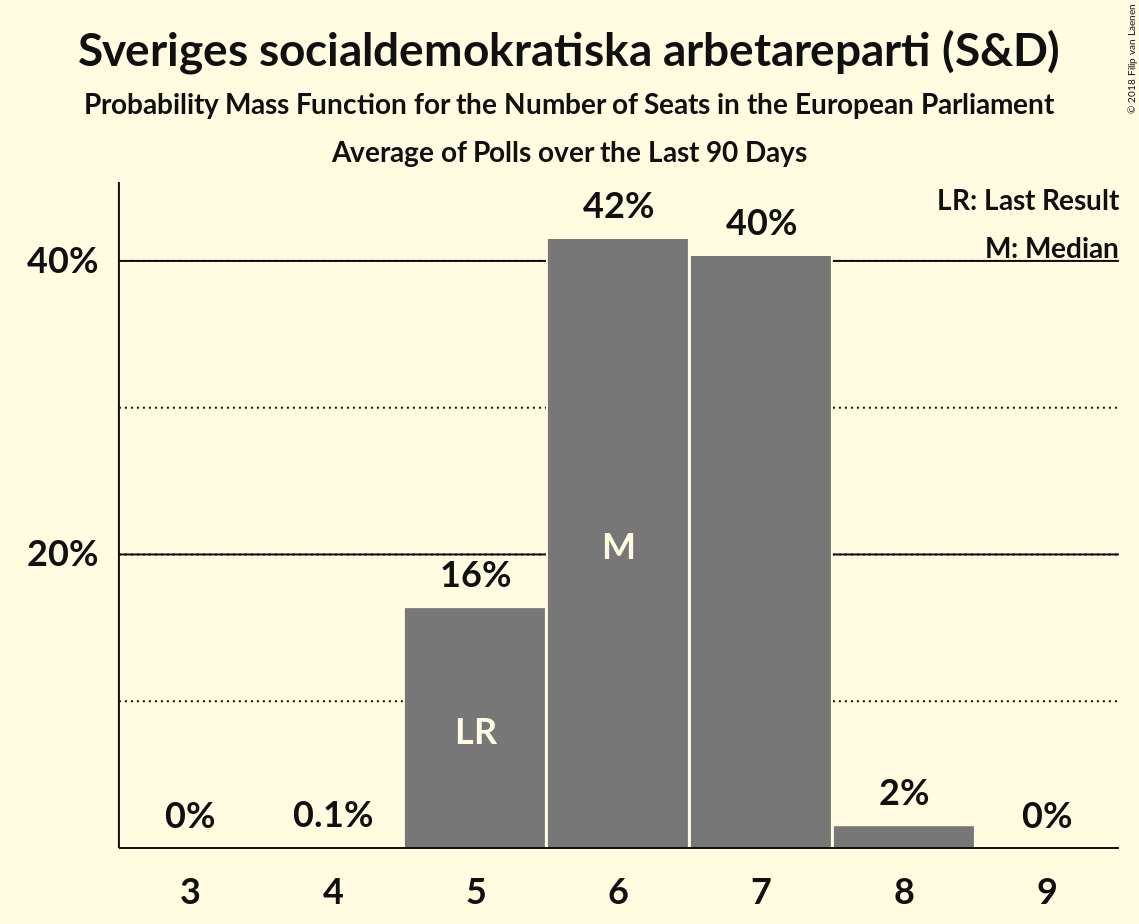 Sveriges socialdemokratiska arbetareparti (S&D)
Probability Mass Function for the Number of Seats in the European Parliament
Average of Polls over the Last 90 Days
© 2018 Filip van Laenen
LR: Last Result
M: Median
40%
20%
0%
0.1%
16%
42%
40%
2%
0%
LR
M
3 4 5 6 7 8 9